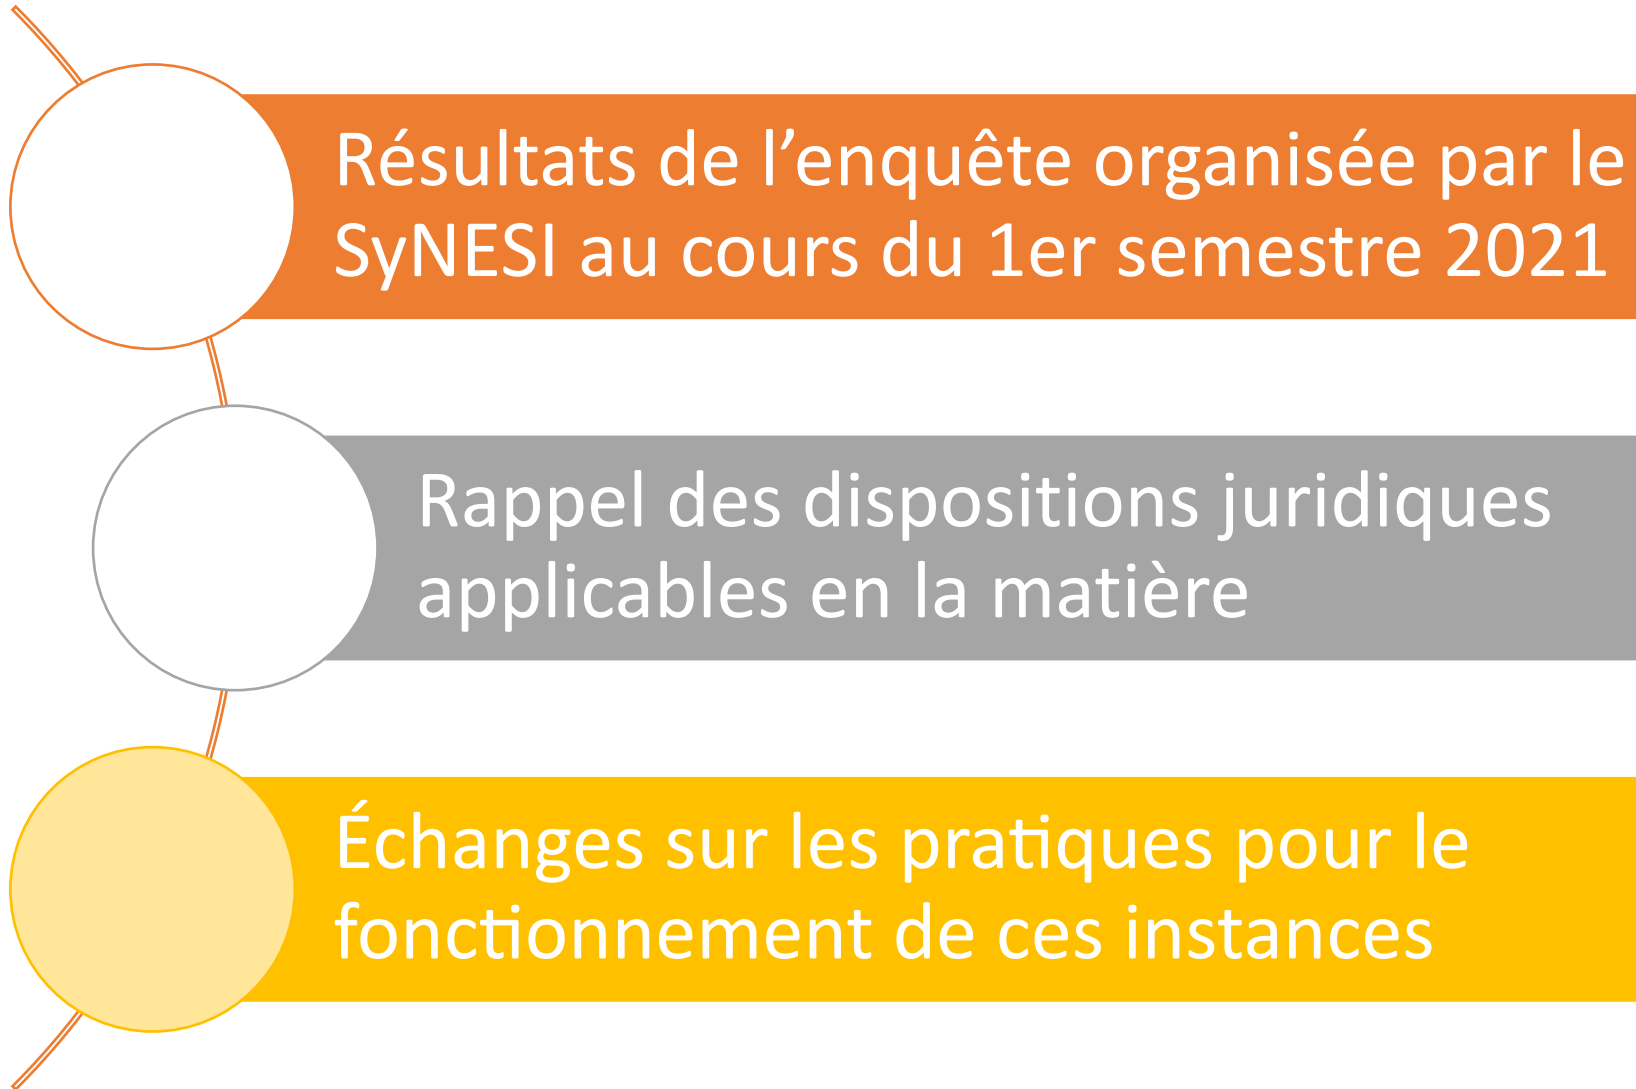 Résultats de l’enquête organisée par le
SyNESI au cours du 1er semestre 2021
Rappel des dispositions juridiques
applicables en la matière
Échanges sur les pratiques pour le
fonctionnement de ces instances